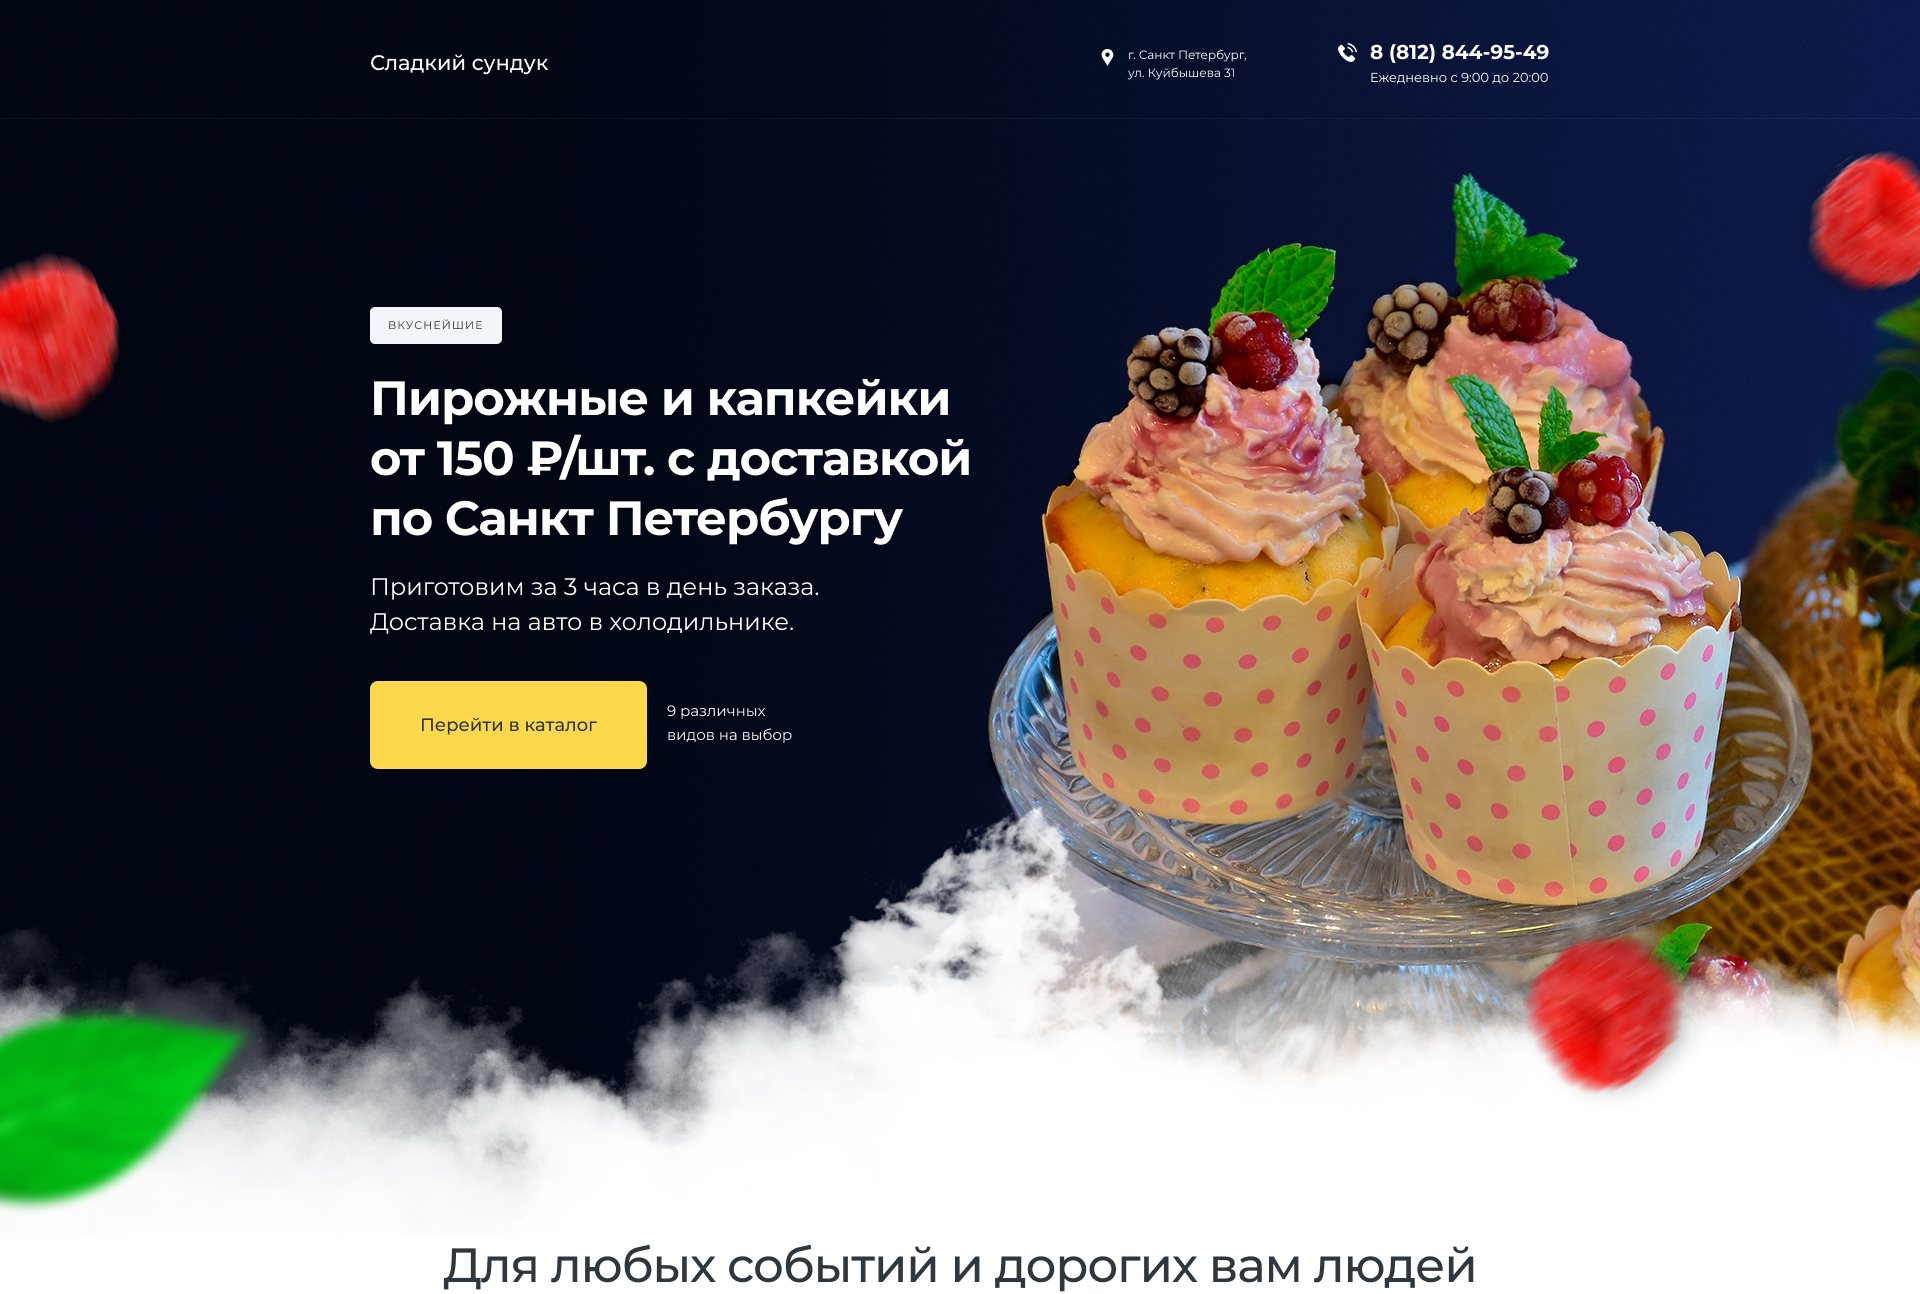 Сладкий сундук
г. Санкт Петербург,
ул. Куйбышева 31
8 (812) 844-95-49
Ежедневно с 9:00 до 20:00
ВКУСНЕЙШИЕ
Пирожные и капкейки
от 150 ₽/шт. с доставкой
по Санкт Петербургу
Приготовим за 3 часа в день заказа.
Доставка на авто в холодильнике.
Перейти в каталог
9 различных
видов на выбор
Для любых событий и дорогих вам людей